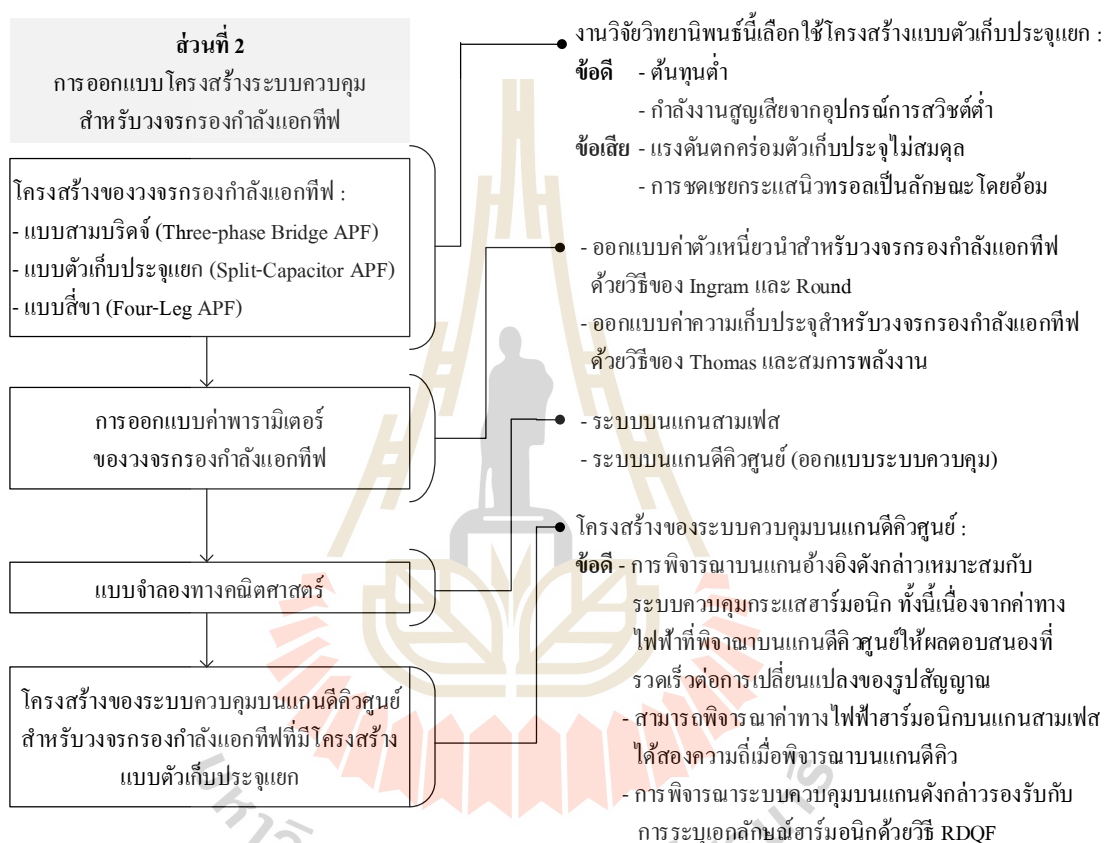 ส่วนที่ 2
การออกแบบโครงสร้างระบบควบคุม
สำหรับวงจรกรองกำลังแอกทีฟ
โครงสร้างของวงจรกรองกำลังแอกทีฟ :
- แบบสามบริดจ์ (Three-phase Bridge APF)
- แบบตัวเก็บประจุแยก (Split-Capacitor APF)
- แบบสี่ขา (Four-Leg APF)
การออกแบบค่าพารามิเตอร์
ของวงจรกรองกำลังแอกทีฟ
แบบจำลองทางคณิตศาสตร์
โครงสร้างของระบบควบคุมบนแกนดีคิวศูนย์
สำหรับวงจรกรองกำลังแอกทีฟที่มีโครงสร้าง
แบบตัวเก็บประจุแยก
งานวิจัยวิทยานิพนธ์นี้เลือกใช้โครงสร้างแบบตัวเก็บประจุแยก :
ข้อดี - ต้นทุนต่ำ
- กำลังงานสูญเสียจากอุปกรณ์การสวิชต์ต่ำ
ข้อเสีย - แรงดันตกคร่อมตัวเก็บประจุไม่สมดุล
- การชดเชยกระแสนิวทรอลเป็นลักษณะโดยอ้อม
- ออกแบบค่าตัวเหนี่ยวนำสำหรับวงจรกรองกำลังแอกทีฟ
ด้วยวิธีของ Ingram และ Round
- ออกแบบค่าความเก็บประจุสำหรับวงจรกรองกำลังแอกทีฟ
ด้วยวิธีของ Thomas และสมการพลังงาน
- ระบบบนแกนสามเฟส
- ระบบบนแกนดีคิวศูนย์ (ออกแบบระบบควบคุม)
โครงสร้างของระบบควบคุมบนแกนดีคิวศูนย์ :
ข้อดี - การพิจารณาบนแกนอ้างอิงดังกล่าวเหมาะสมกับ
ระบบควบคุมกระแสฮาร์มอนิก ทั้งนี้เนื่องจากค่าทาง
ไฟฟ้าที่พิจาณาบนแกนดีคิวศูนย์ให้ผลตอบสนองที่
รวดเร็วต่อการเปลี่ยนแปลงของรูปสัญญาณ
- สามารถพิจารณาค่าทางไฟฟ้าฮาร์มอนิกบนแกนสามเฟส
ได้สองความถี่เมื่อพิจารณาบนแกนดีคิว
- การพิจารณาระบบควบคุมบนแกนดังกล่าวรองรับกับ
การระบุเอกลักษณ์ฮาร์มอนิกด้วยวิธี RDQF